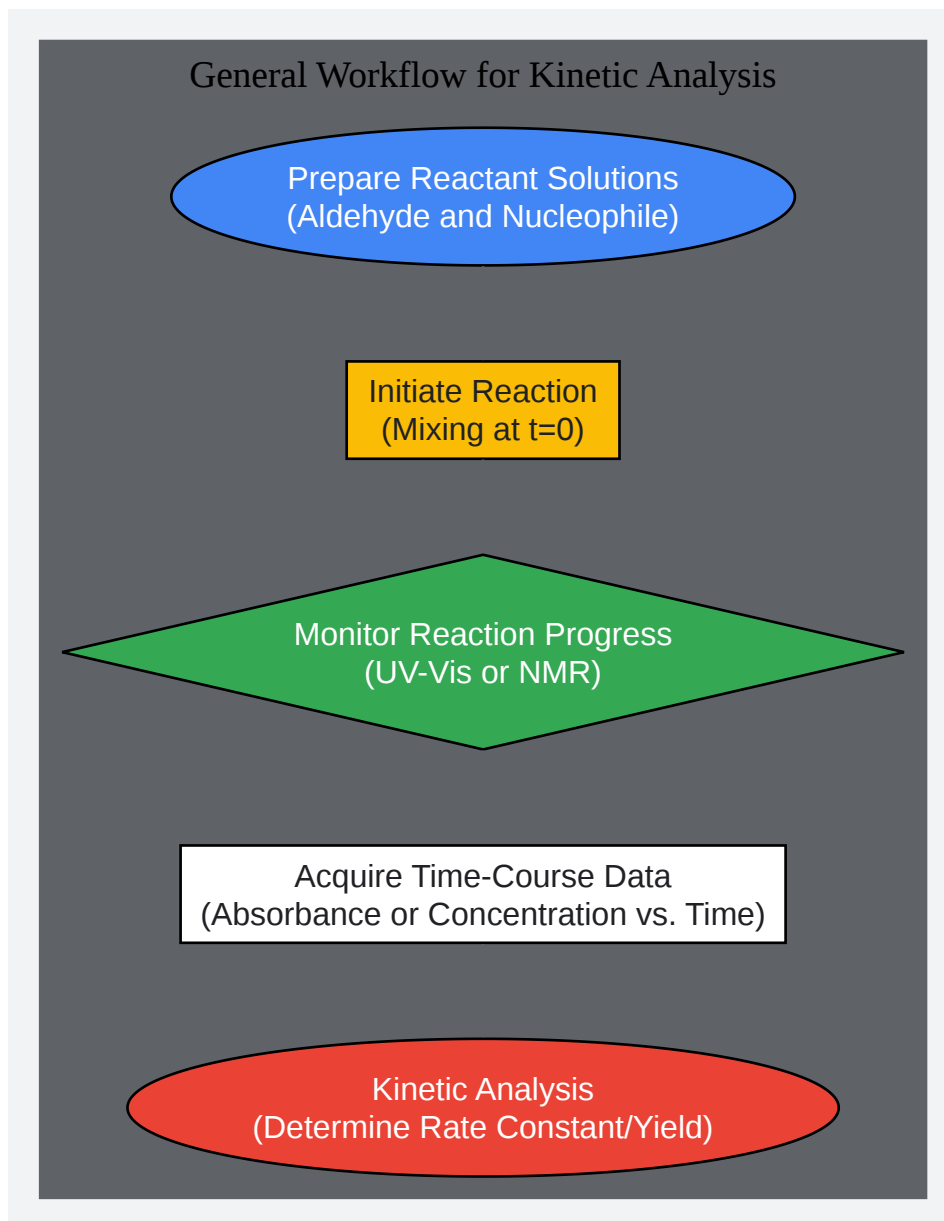 General Workflow for Kinetic Analysis
Prepare Reactant Solutions
(Aldehyde and Nucleophile)
Initiate Reaction
(Mixing at t=0)
Monitor Reaction Progress
(UV-Vis or NMR)
Acquire Time-Course Data
(Absorbance or Concentration vs. Time)
Kinetic Analysis
(Determine Rate Constant/Yield)